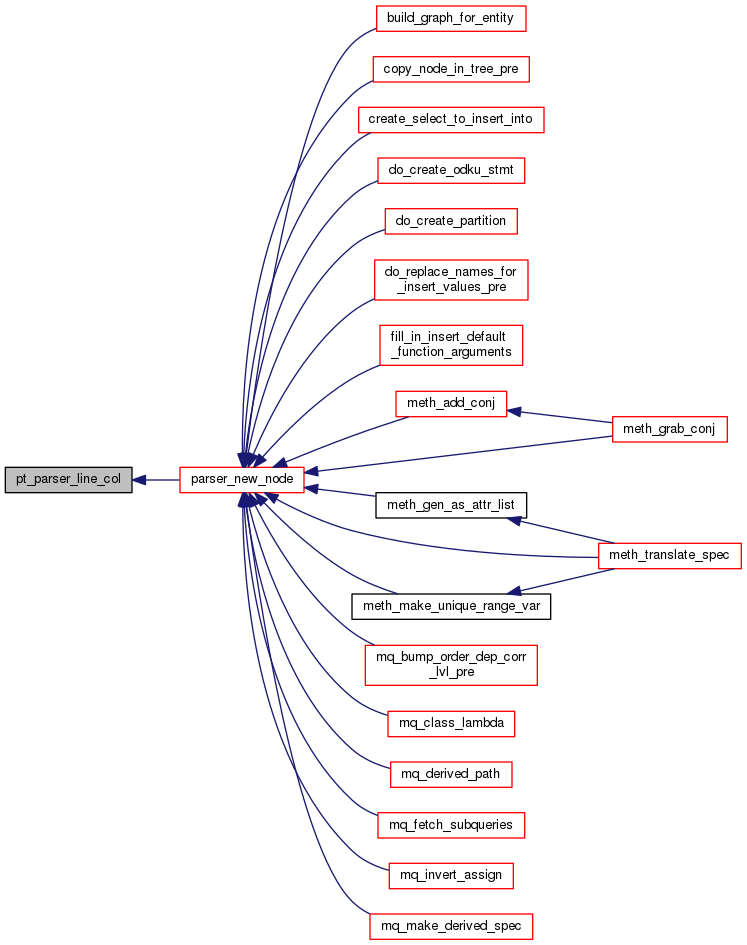 build_graph_for_entity
copy_node_in_tree_pre
create_select_to_insert_into
do_create_odku_stmt
do_create_partition
do_replace_names_for
_insert_values_pre
fill_in_insert_default
_function_arguments
meth_add_conj
meth_grab_conj
pt_parser_line_col
parser_new_node
meth_gen_as_attr_list
meth_translate_spec
meth_make_unique_range_var
mq_bump_order_dep_corr
_lvl_pre
mq_class_lambda
mq_derived_path
mq_fetch_subqueries
mq_invert_assign
mq_make_derived_spec